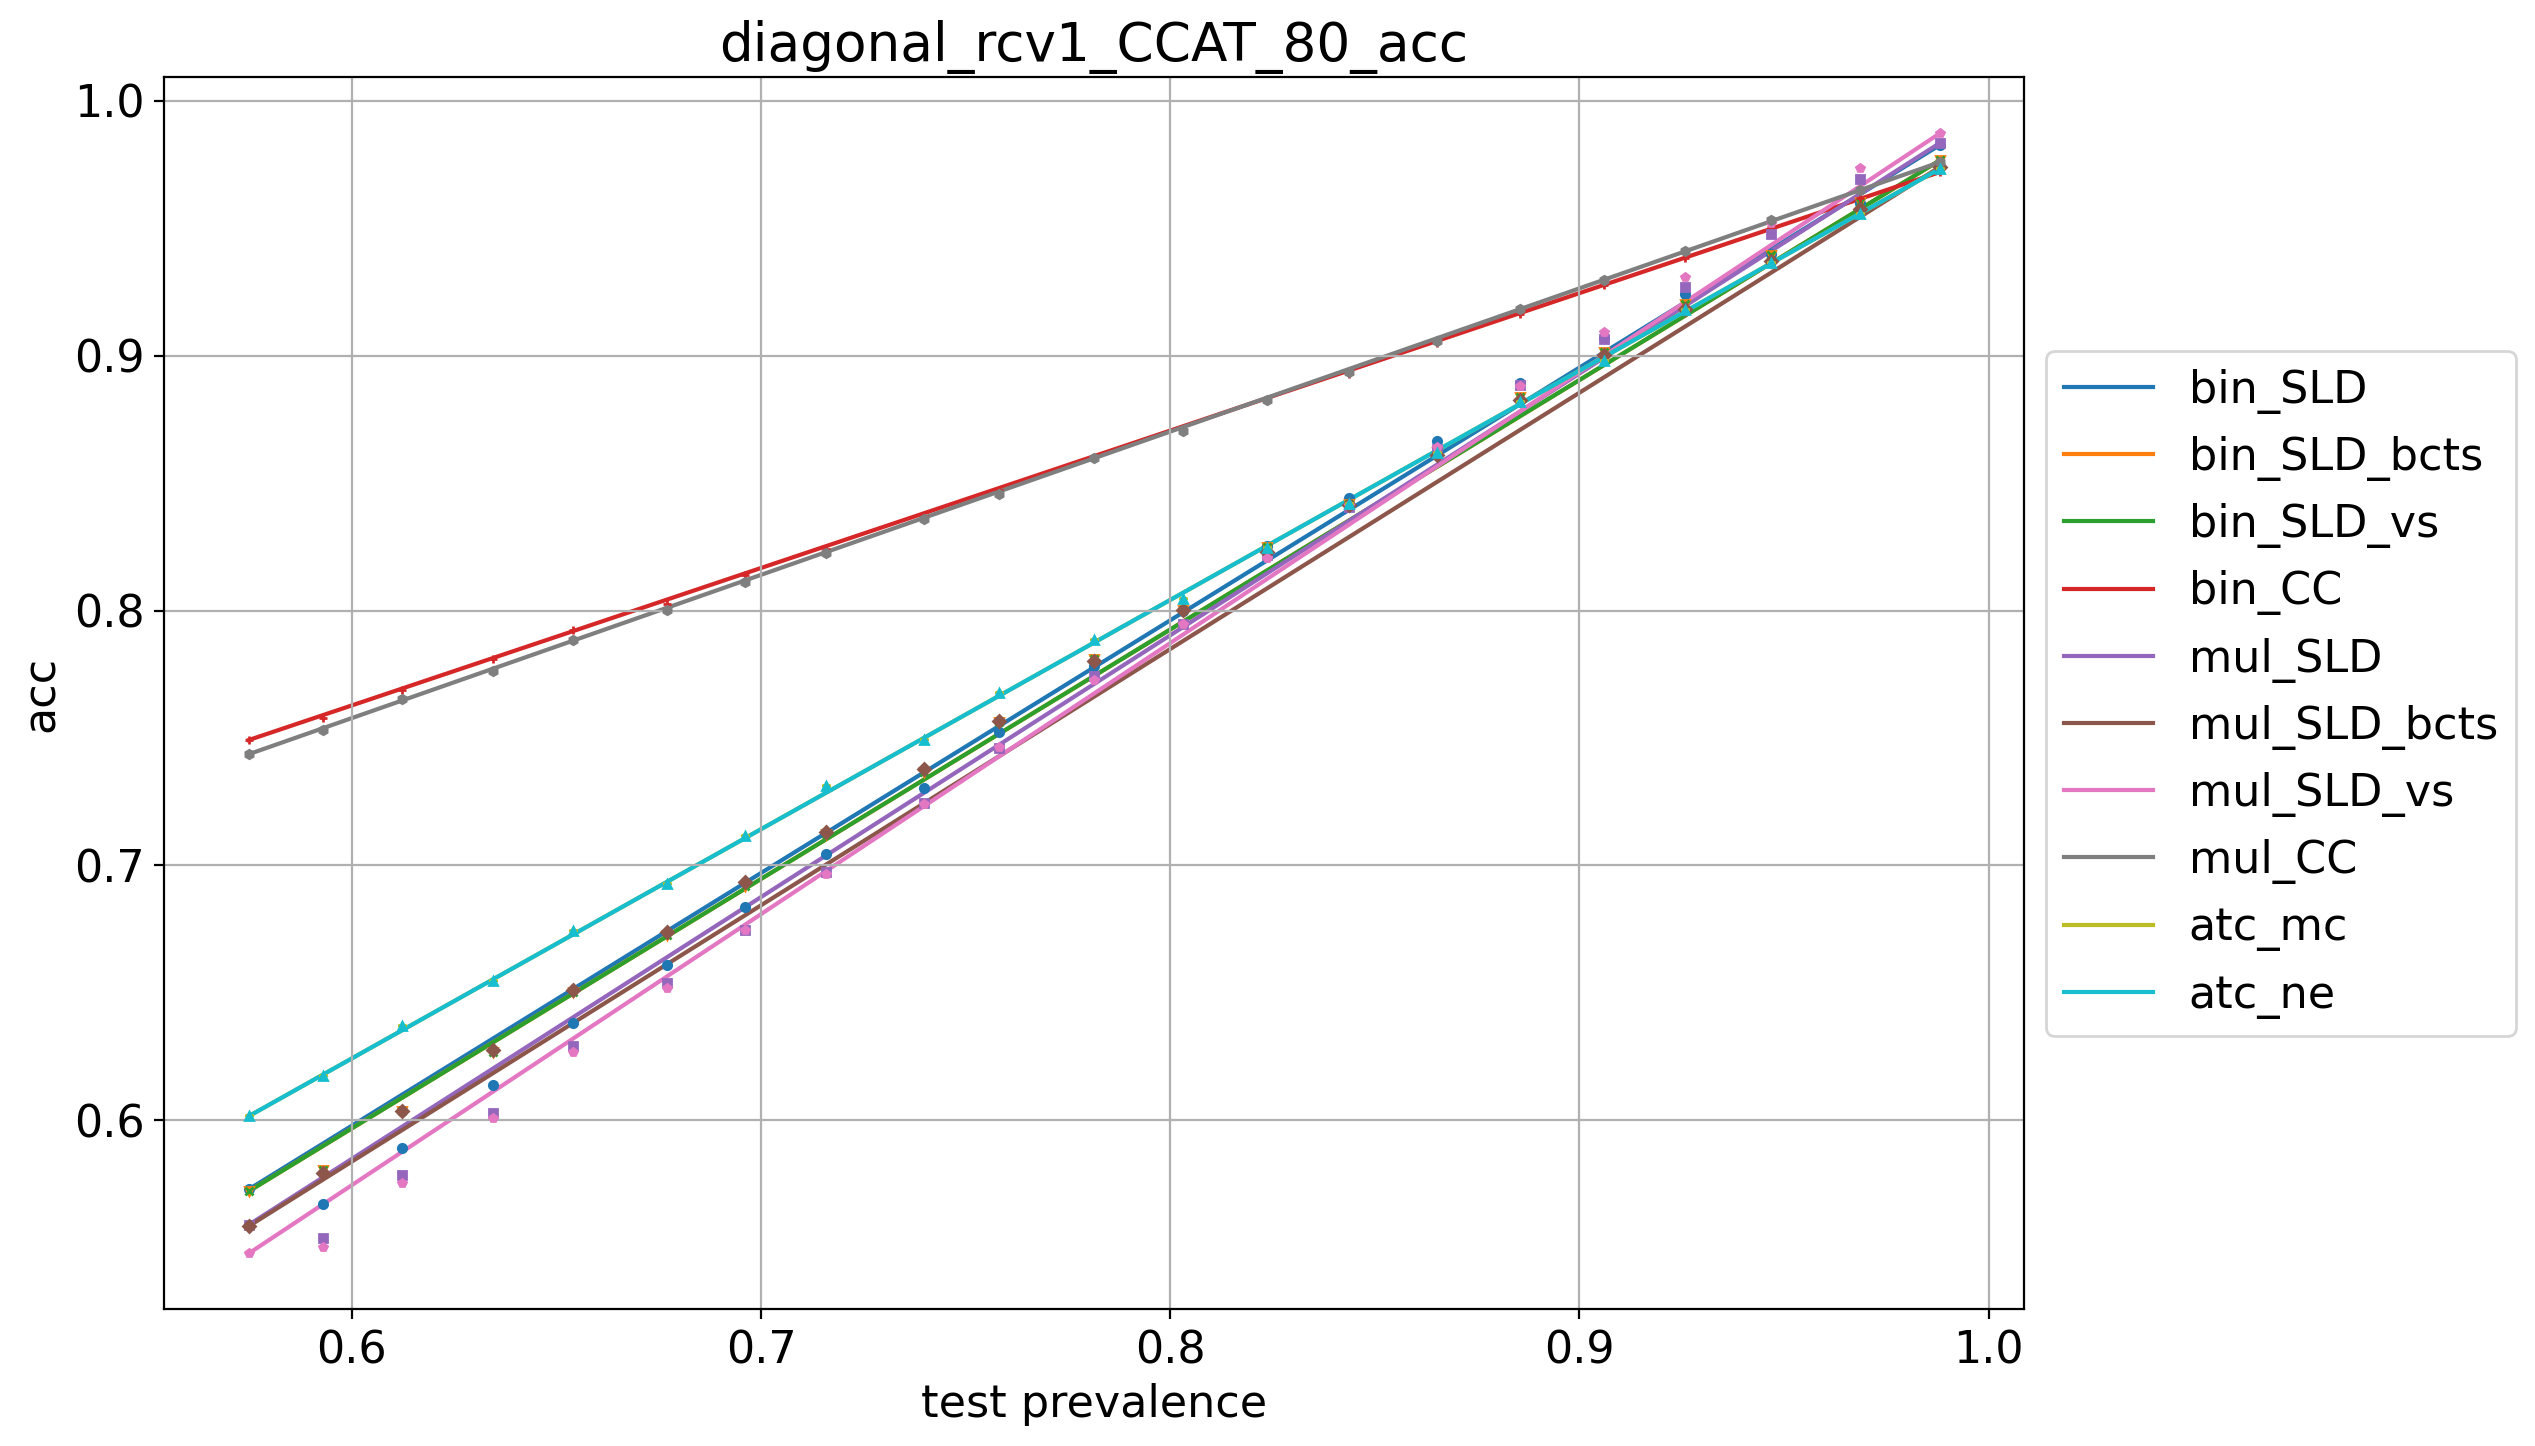 diagonal_rcv1_CCAT_80_acc
1.0
0.9
0.8
0.7
0.6
acc
0.6
0.7
0.8
0.9
1.0
test prevalence
bin_SLD
bin_SLD_bcts
bin_SLD_vs
bin_CC
mul_SLD
mul_SLD_bcts
mul_SLD_vs
mul_CC
atc_mc
atc_ne